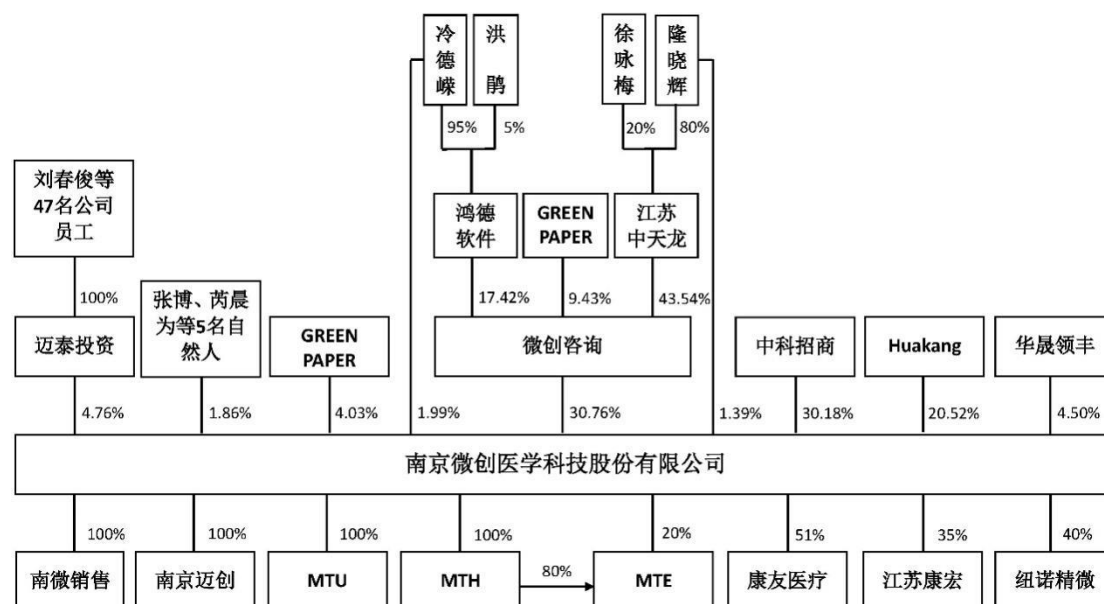 冷
德
嵘
洪
鹃
徐
咏
梅
隆
晓
辉
95%
5%
20%
80%
刘春俊等
47名公司
员工
鸿德
软件
GREEN
PAPER
江苏
中天龙
100%
17.42%
9.43%
43.54%
张博、芮晨
为等5名自
然人
迈泰投资
GREEN
PAPER
微创咨询
中科招商
Huakang
华晟领丰
4.76%
1.86%
4.03%
1.99%
30.76%
1.39%
30.18%
20.52%
4.50%
南京微创医学科技股份有限公司
100%
100%
100%
100%
20%
51%
35%
40%
南微销售
南京迈创
MTU
MTH
80%
MTE
康友医疗
江苏康宏
纽诺精微